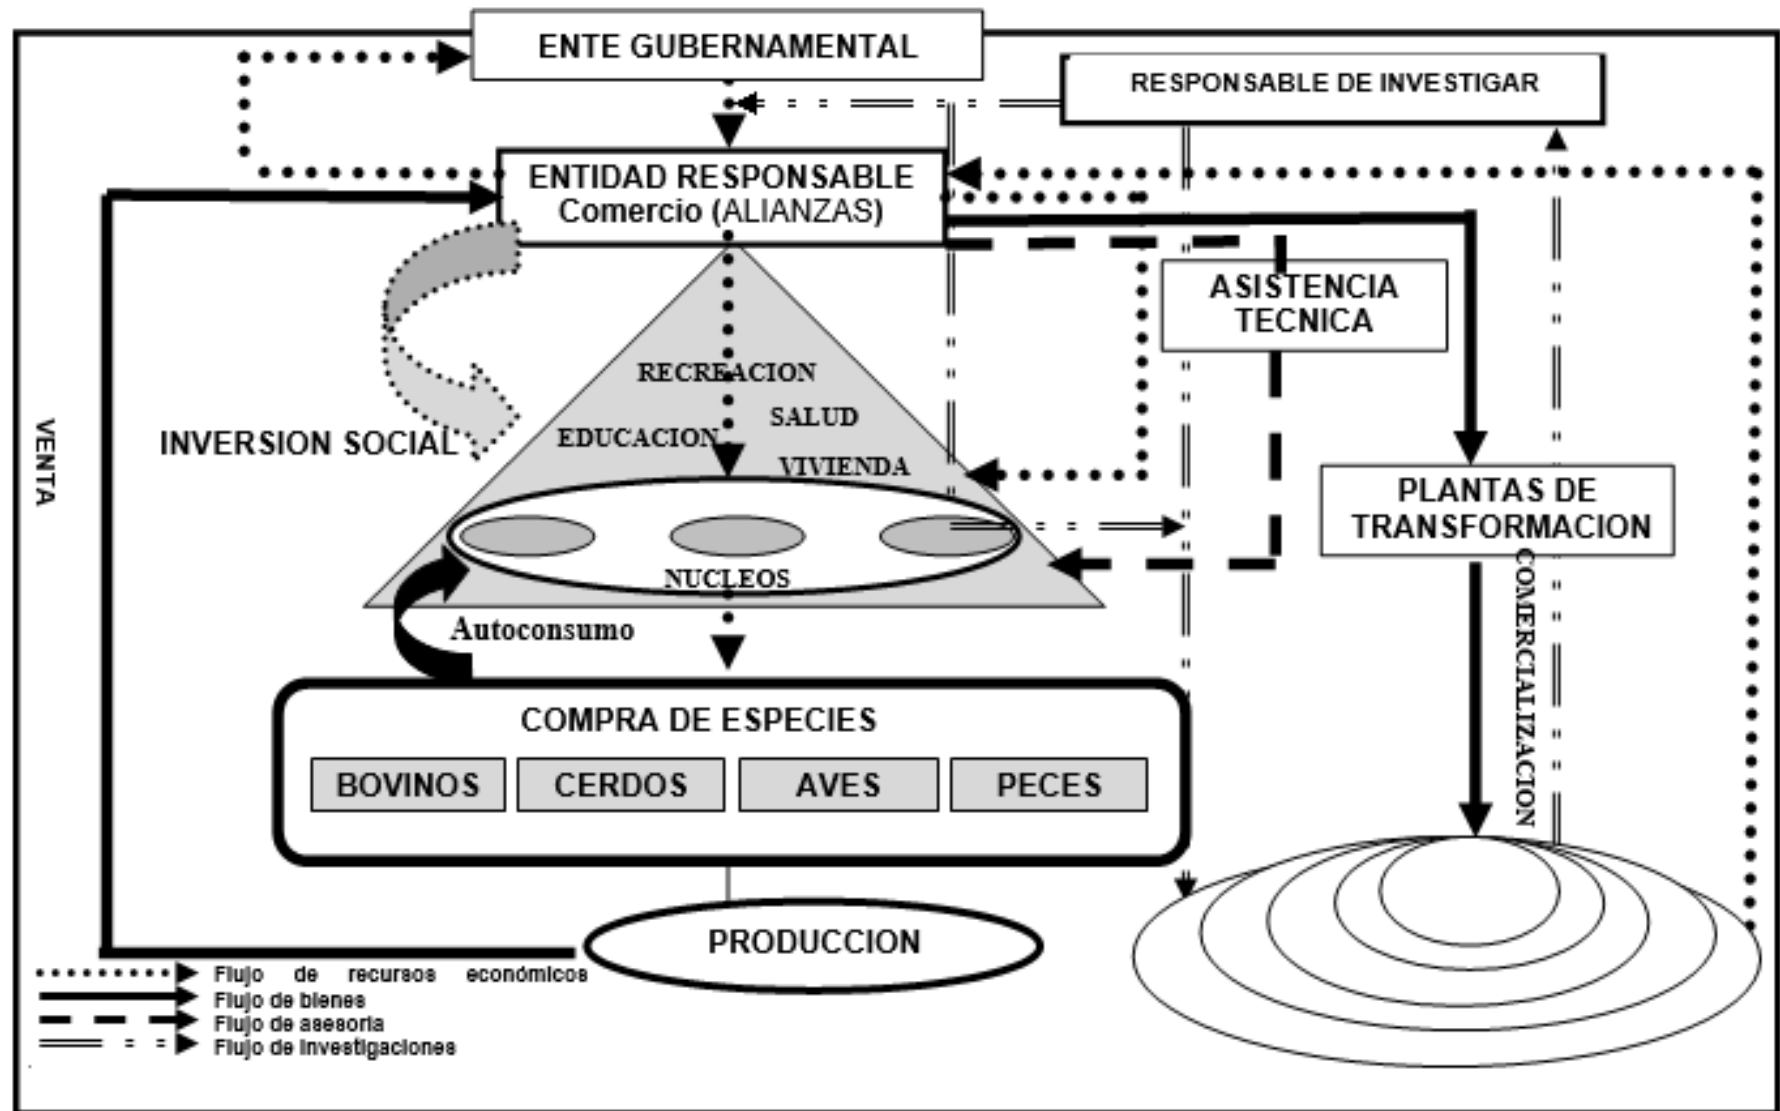 ENTE GUBERNAMENTAL
RESPONSABLE DE INVESTIGAR
ENTIDAD RESPONSABLE
Comercio (ALIANZAS)
ASISTENCIA
TECNICA
RECREACION
SALUD
EDUCACION
VIVIENDA
INVERSION SOCIAL
VENTA
PLANTAS DE
TRANSFORMACION
NUCLEOS
Autoconsumo
COMERCIALIZACION
COMPRA DE ESPECIES
BOVINOS
CERDOS
AVES
PECES
PRODUCCION
Flujo de recursos económicos
Flujo de bienes
Flujo de asesoria
Flujo de Investigaciones